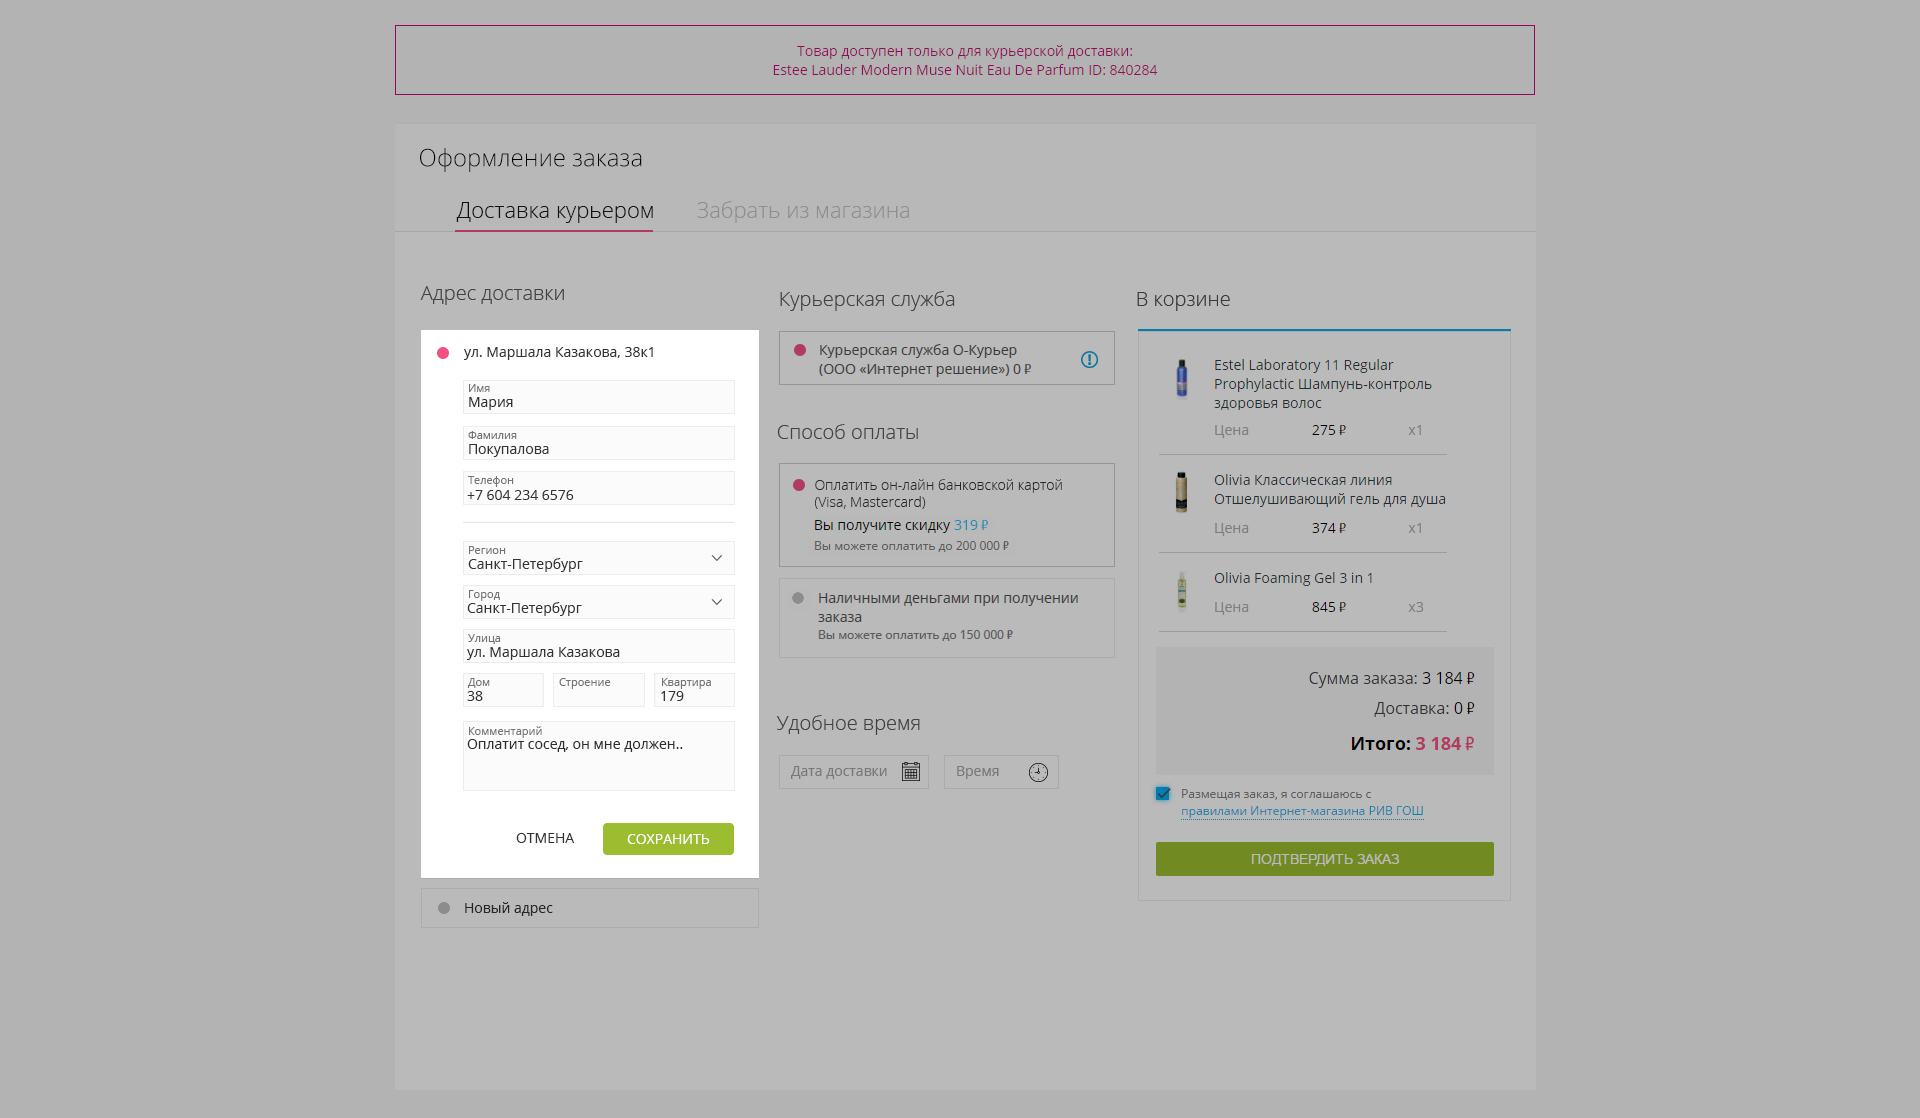 Товар доступен только для курьерской доставки:
Estee Lauder Modern Muse Nuit Eau De Parfum ID: 840284
Оформление заказа
Доставка курьером
Забрать из магазина
Адрес доставки
ул. Маршала Казакова, 38к1
Имя
Мария
Фамилия
Покупалова
Телефон
+7 604 234 6576
Регион
Санкт-Петербург
Город
Санкт-Петербург
Улица
ул. Маршала Казакова
Дом
38
Строение
Квартира
179
Комментарий
Оплатит сосед, он мне должен..
ОТМЕНА
СОХРАНИТЬ
Новый адрес
Курьерская служба
Курьерская служба О-Курьер
(ООО «Интернет решение») 0 ₽
Способ оплаты
Оплатить он-лайн банковской картой
(Visa, Mastercard)
Вы получите скидку 319 ₽
Вы можете оплатить до 200 000 ₽
Наличными деньгами при получении
заказа
Вы можете оплатить до 150 000 ₽
Удобное время
Дата доставки
Время
В корзине
Estel Laboratory 11 Regular
Prophylactic Шампунь-контроль
здоровья волос
Цена 275 ₽ x1
Olivia Классическая линия
Отшелушивающий гель для душа
Цена 374 ₽ x1
Olivia Foaming Gel 3 in 1
Цена 845 ₽ x3
Сумма заказа: 3 184 ₽
Доставка: 0 ₽
Итого: 3 184 ₽
Размещая заказ, я соглашаюсь с
правилами Интернет-магазина РИВ ГОШ
ПОДТВЕРДИТЬ ЗАКАЗ